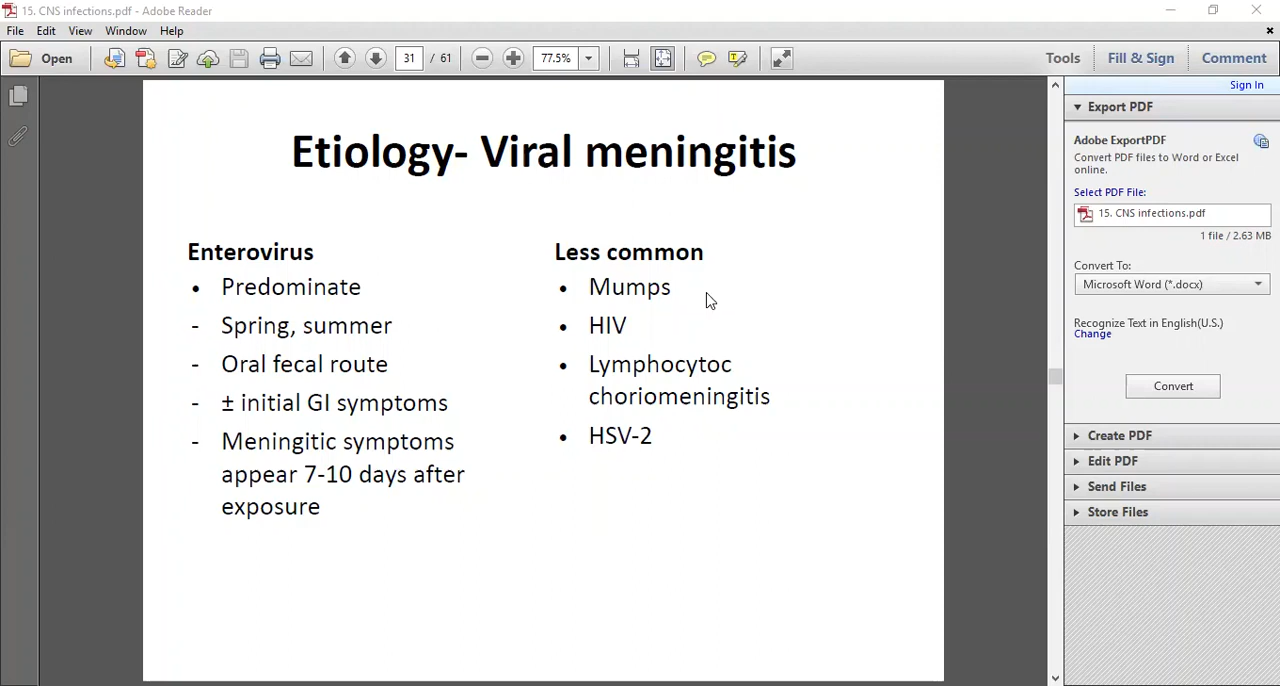 15. CNS infections.pdf - Adobe Reader
File Edit View Window Help
Open 31 / 61 77.5% Tools Fill & Sign Comment
Sign In
Etiology- Viral meningitis
Enterovirus
• Predominate
- Spring, summer
- Oral fecal route
- ± initial GI symptoms
- Meningitic symptoms
appear 7-10 days after
exposure
Less common
• Mumps
• HIV
• Lymphocytoc
choriomeningitis
• HSV-2
Export PDF
Adobe ExportPDF
Convert PDF files to Word or Excel
online.
Select PDF File:
15. CNS infections.pdf
1 file / 2.63 MB
Convert To:
Microsoft Word (*.docx)
Recognize Text in English(U.S.)
Change
Convert
Create PDF
Edit PDF
Send Files
Store Files